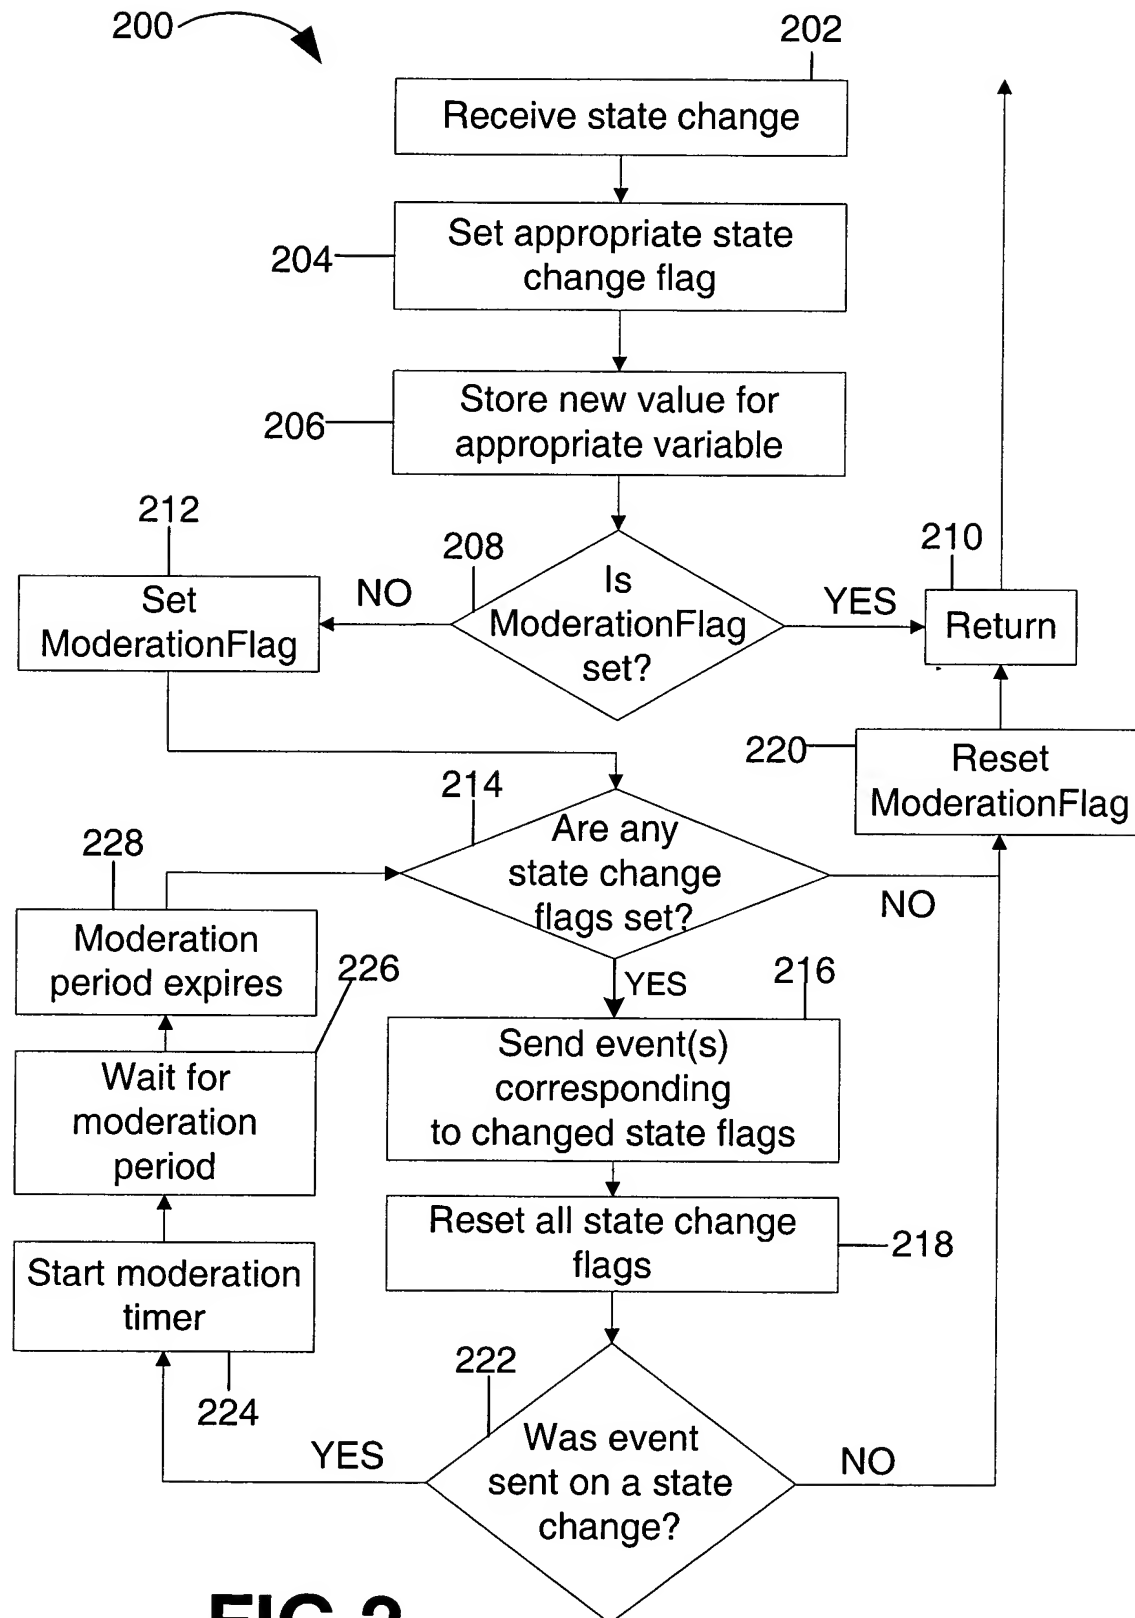 200
202
Receive state change
204
Set appropriate state
change flag
206
Store new value for
appropriate variable
212
208
210
Set
ModerationFlag
NO
Is
ModerationFlag
set?
YES
Return
220
Reset
ModerationFlag
214
Are any
state change
flags set?
NO
228
Moderation
period expires
226
YES
216
Wait for
moderation
period
Send event(s)
corresponding
to changed state flags
Reset all state change
flags
218
Start moderation
timer
224
222
YES
Was event
sent on a state
change?
NO
FIG.2